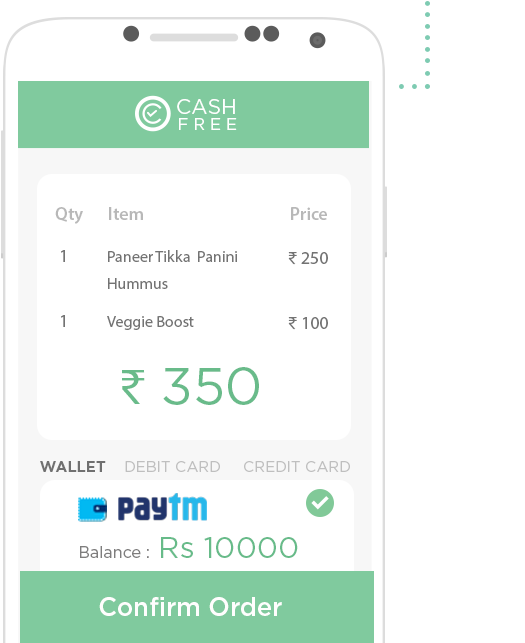 CASH
FREE
Qty Item Price
1 Paneer Tikka Panini ₹ 250
Hummus
1 Veggie Boost ₹ 100
₹ 350
WALLET DEBIT CARD CREDIT CARD
paytm
Balance : Rs 10000
Confirm Order